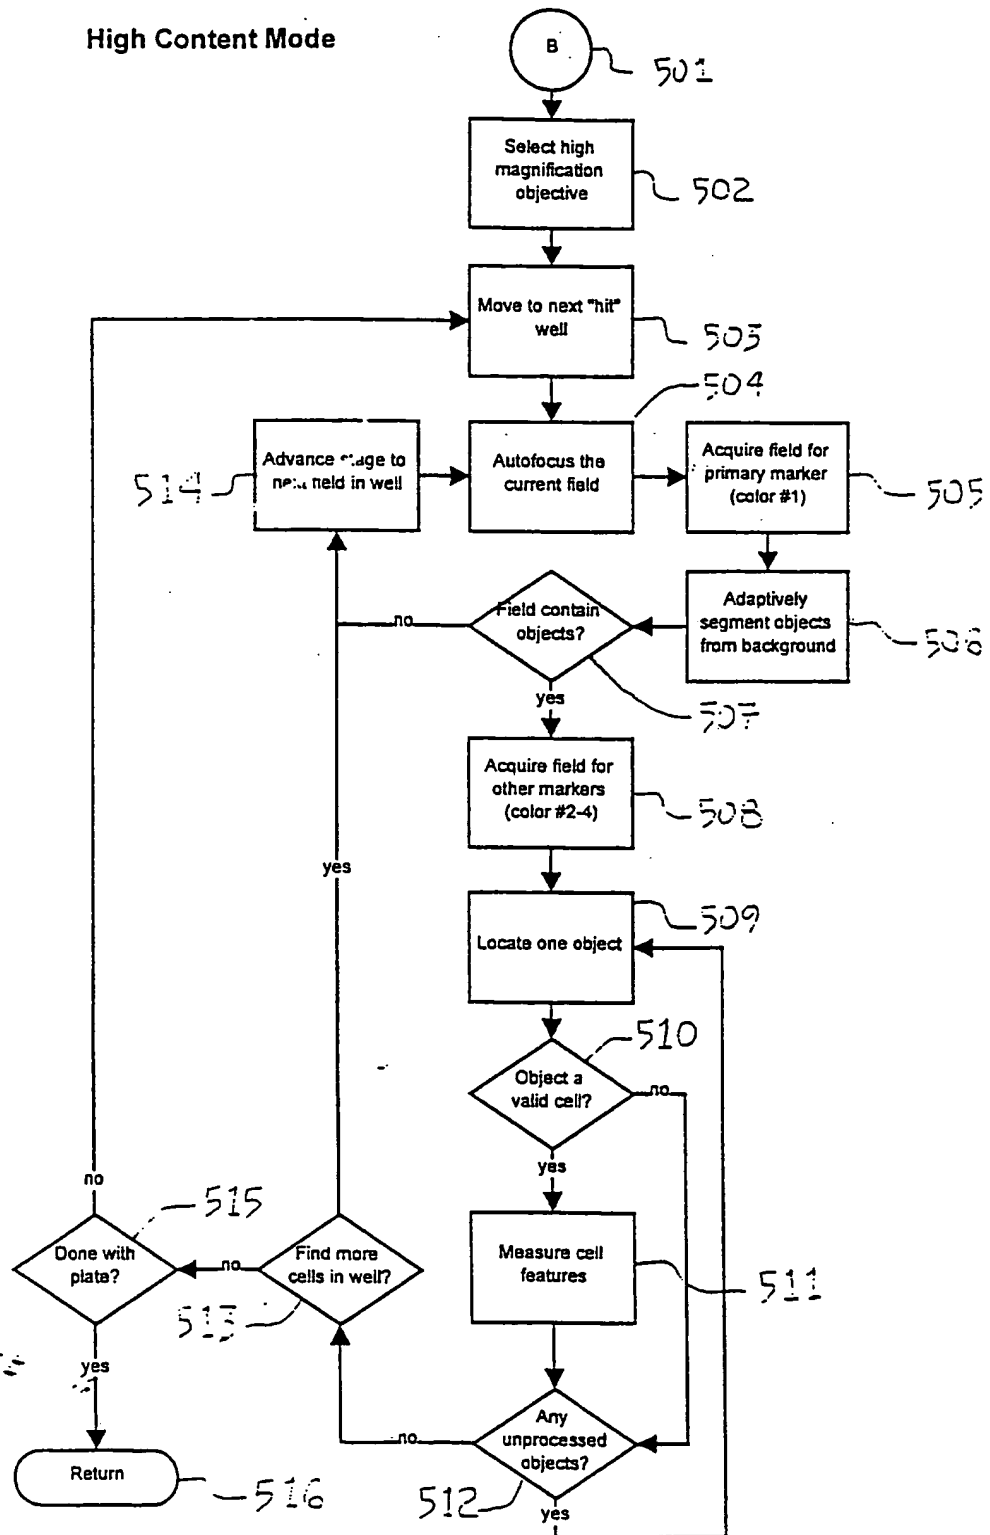 High Content Mode
B
501
Select high
magnification
objective
502
Move to next "hit"
well
503
504
Advance stage to
next field in well
514
Autofocus the
current field
Acquire field for
primary marker
(color #1)
505
Field contain
objects?
no
Adaptively
segment objects
from background
506
yes
507
Acquire field for
other markers
(color #2-4)
508
yes
509
Locate one object
510
Object a
valid cell?
no
yes
no
515
Done with
plate?
no
Find more
cells in well?
513
Measure cell
features
511
yes
Any
unprocessed
objects?
no
Return
516
512
yes